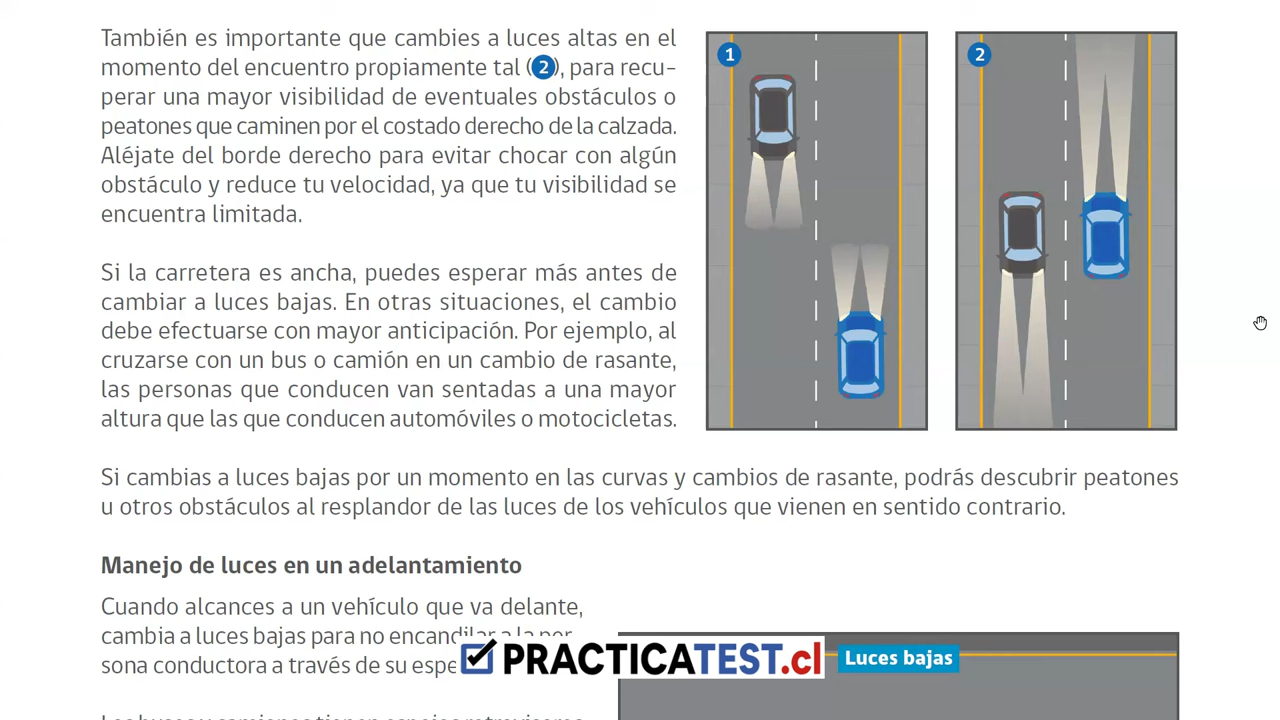 También es importante que cambies a luces altas en el
momento del encuentro propiamente tal (2), para recu-
perar una mayor visibilidad de eventuales obstáculos o
peatones que caminen por el costado derecho de la calzada.
Aléjate del borde derecho para evitar chocar con algún
obstáculo y reduce tu velocidad, ya que tu visibilidad se
encuentra limitada.
Si la carretera es ancha, puedes esperar más antes de
cambiar a luces bajas. En otras situaciones, el cambio
debe efectuarse con mayor anticipación. Por ejemplo, al
cruzarse con un bus o camión en un cambio de rasante,
las personas que conducen van sentadas a una mayor
altura que las que conducen automóviles o motocicletas.
1
2
Si cambias a luces bajas por un momento en las curvas y cambios de rasante, podrás descubrir peatones
u otros obstáculos al resplandor de las luces de los vehículos que vienen en sentido contrario.
Manejo de luces en un adelantamiento
Cuando alcances a un vehículo que va delante,
cambia a luces bajas para no encandilar a la per-
sona conductora a través de su espe
PRACTICATEST.cl
Luces bajas